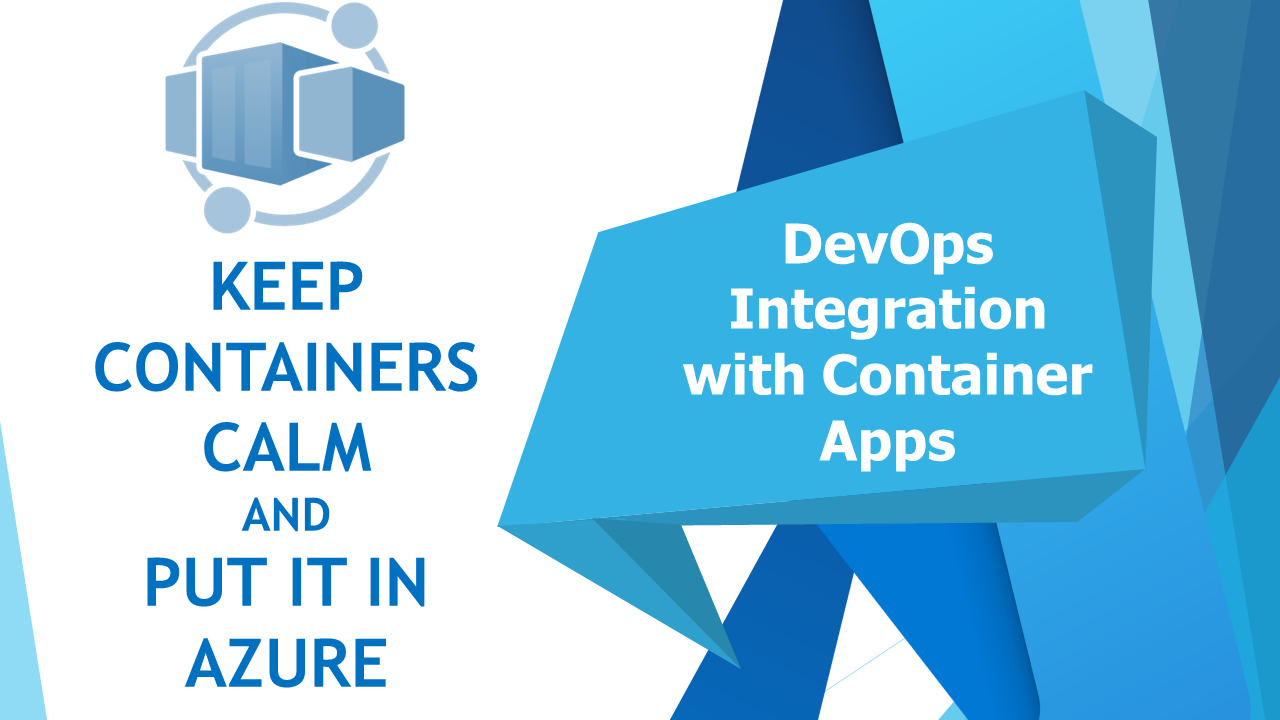 KEEP
CONTAINERS
CALM
AND
PUT IT IN
AZURE
DevOps
Integration
with Container
Apps